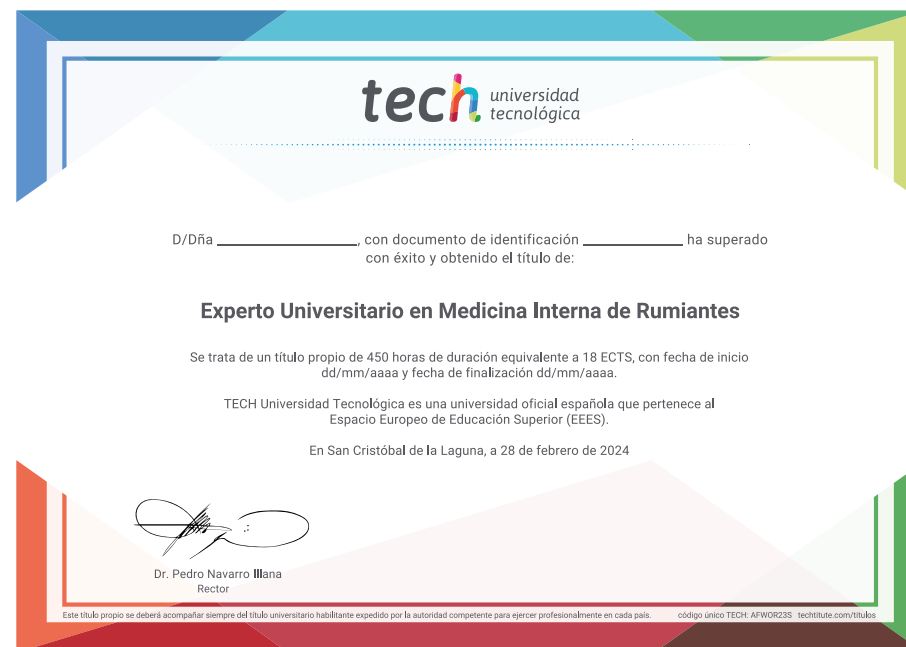 tech universidad
tecnológica
D/Dña ____________________, con documento de identificación ______________ ha superado
con éxito y obtenido el título de:
Experto Universitario en Medicina Interna de Rumiantes
Se trata de un título propio de 450 horas de duración equivalente a 18 ECTS, con fecha de inicio
dd/mm/aaaa y fecha de finalización dd/mm/aaaa.
TECH Universidad Tecnológica es una universidad oficial española que pertenece al
Espacio Europeo de Educación Superior (EEES).
En San Cristóbal de la Laguna, a 28 de febrero de 2024
Dr. Pedro Navarro Illana
Rector
Este título propio se deberá acompañar siempre del título universitario habilitante expedido por la autoridad competente para ejercer profesionalmente en cada país. código único TECH: AFWOR23S techtitute.com/titulos